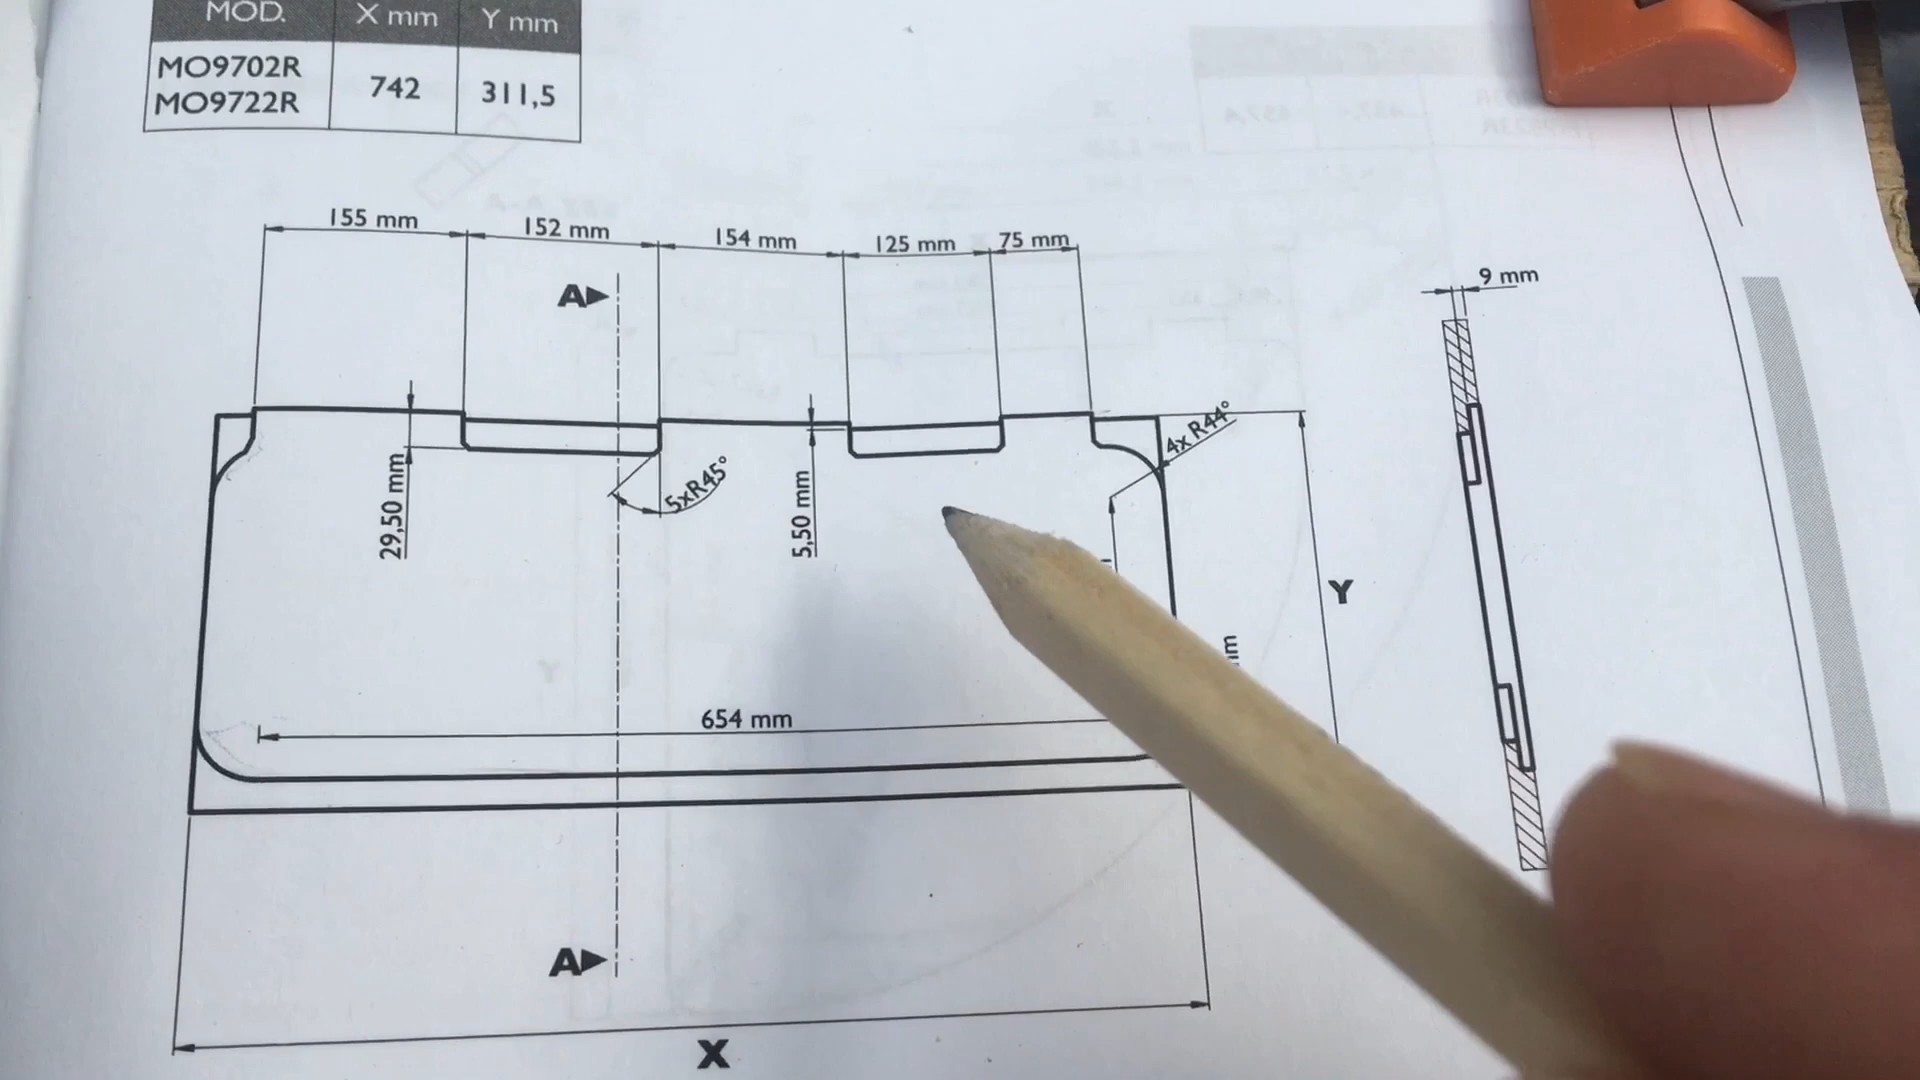 MOD. X mm Y mm
MO9702R
MO9722R
742 311,5
155 mm 152 mm 154 mm 125 mm 75 mm
9 mm
A
4x R44°
5xR45°
29,50 mm
5,50 mm
Y
654 mm
A
X